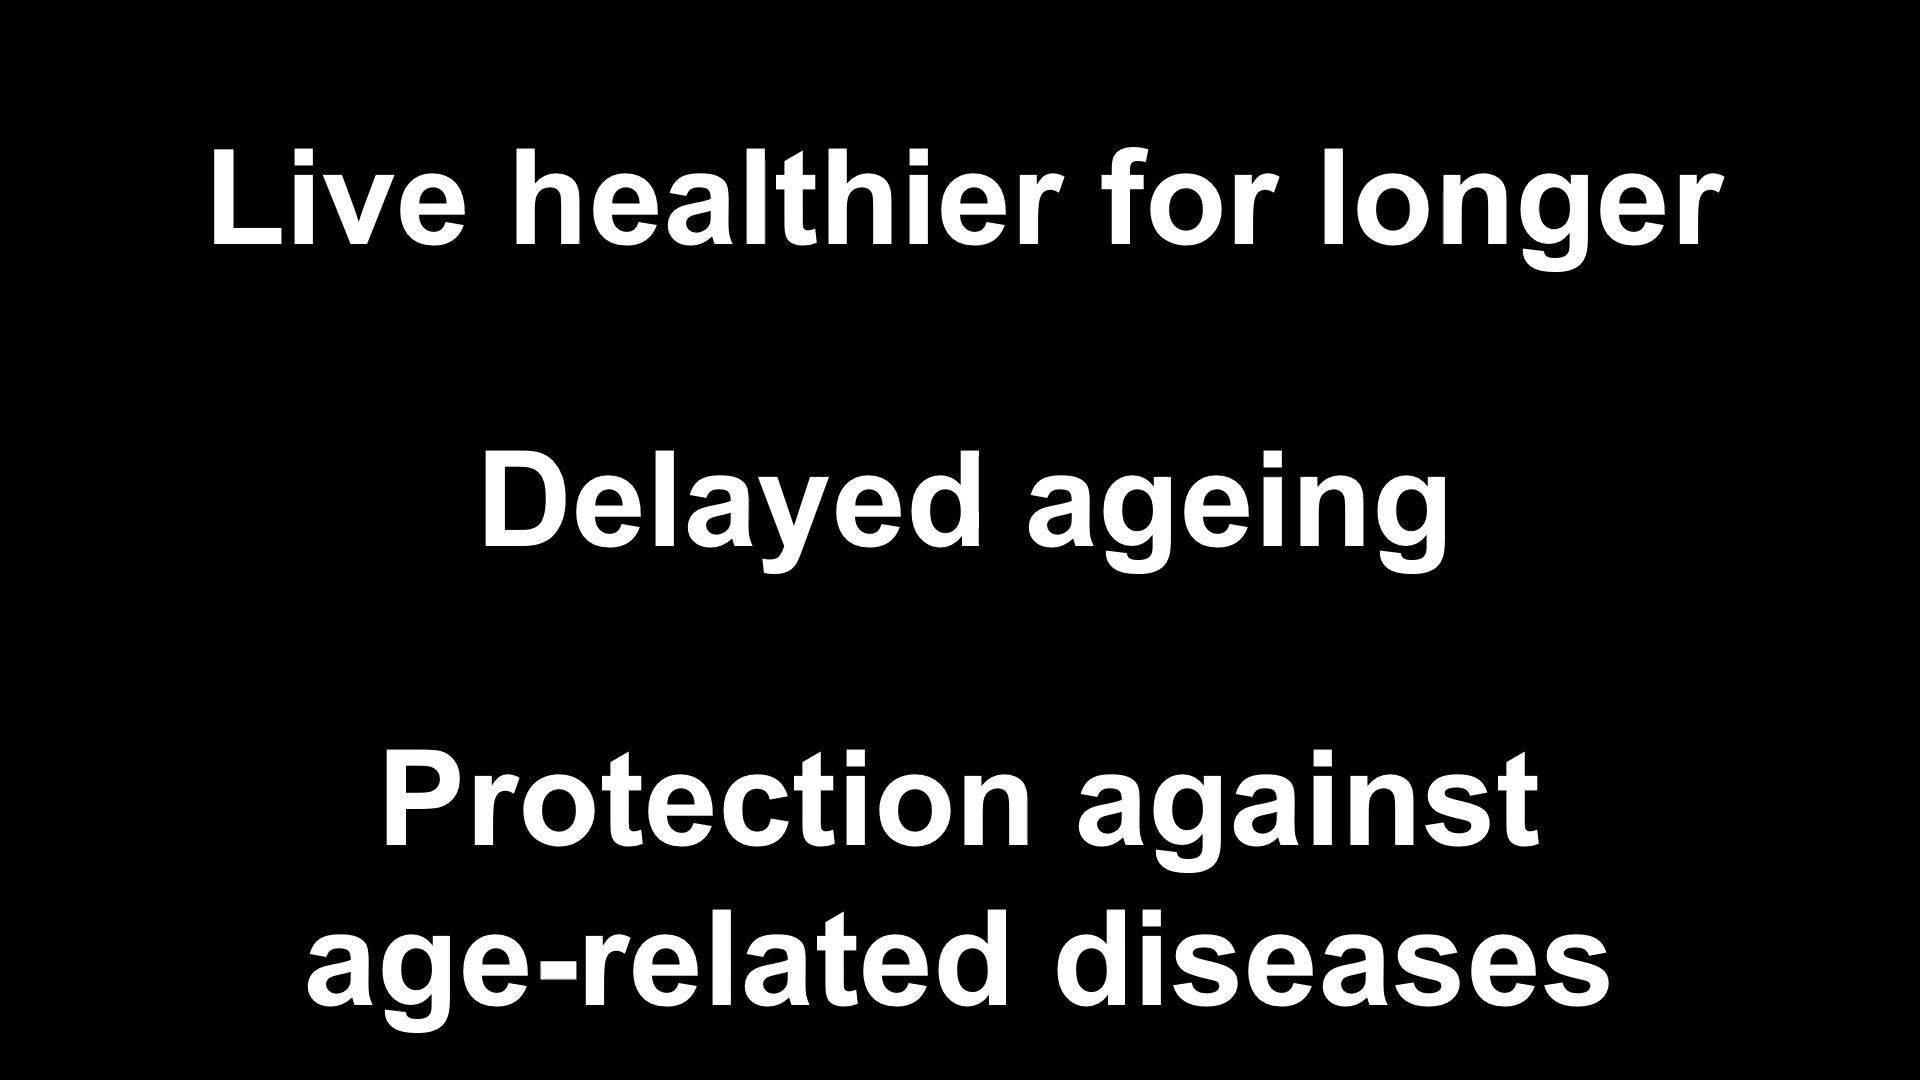 Live healthier for longer
Delayed ageing
Protection against
age-related diseases